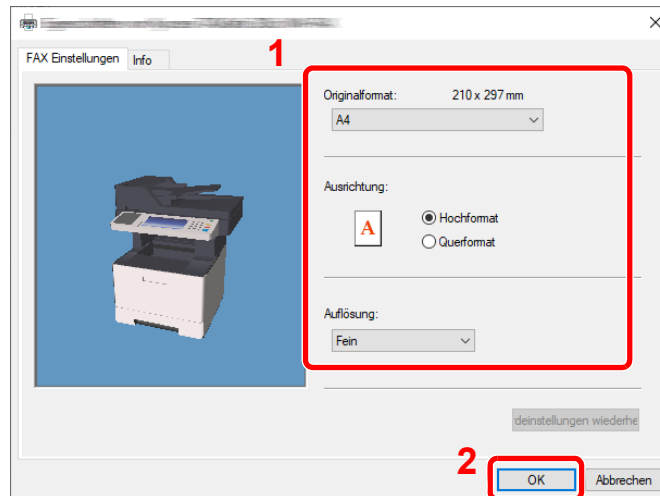 1
FAX Einstellungen Info
Originalformat: 210 x 297 mm
A4
Ausrichtung:
A
Hochformat
Querformat
Auflösung:
Fein
deinstellungen wiederhe
2
OK Abbrechen